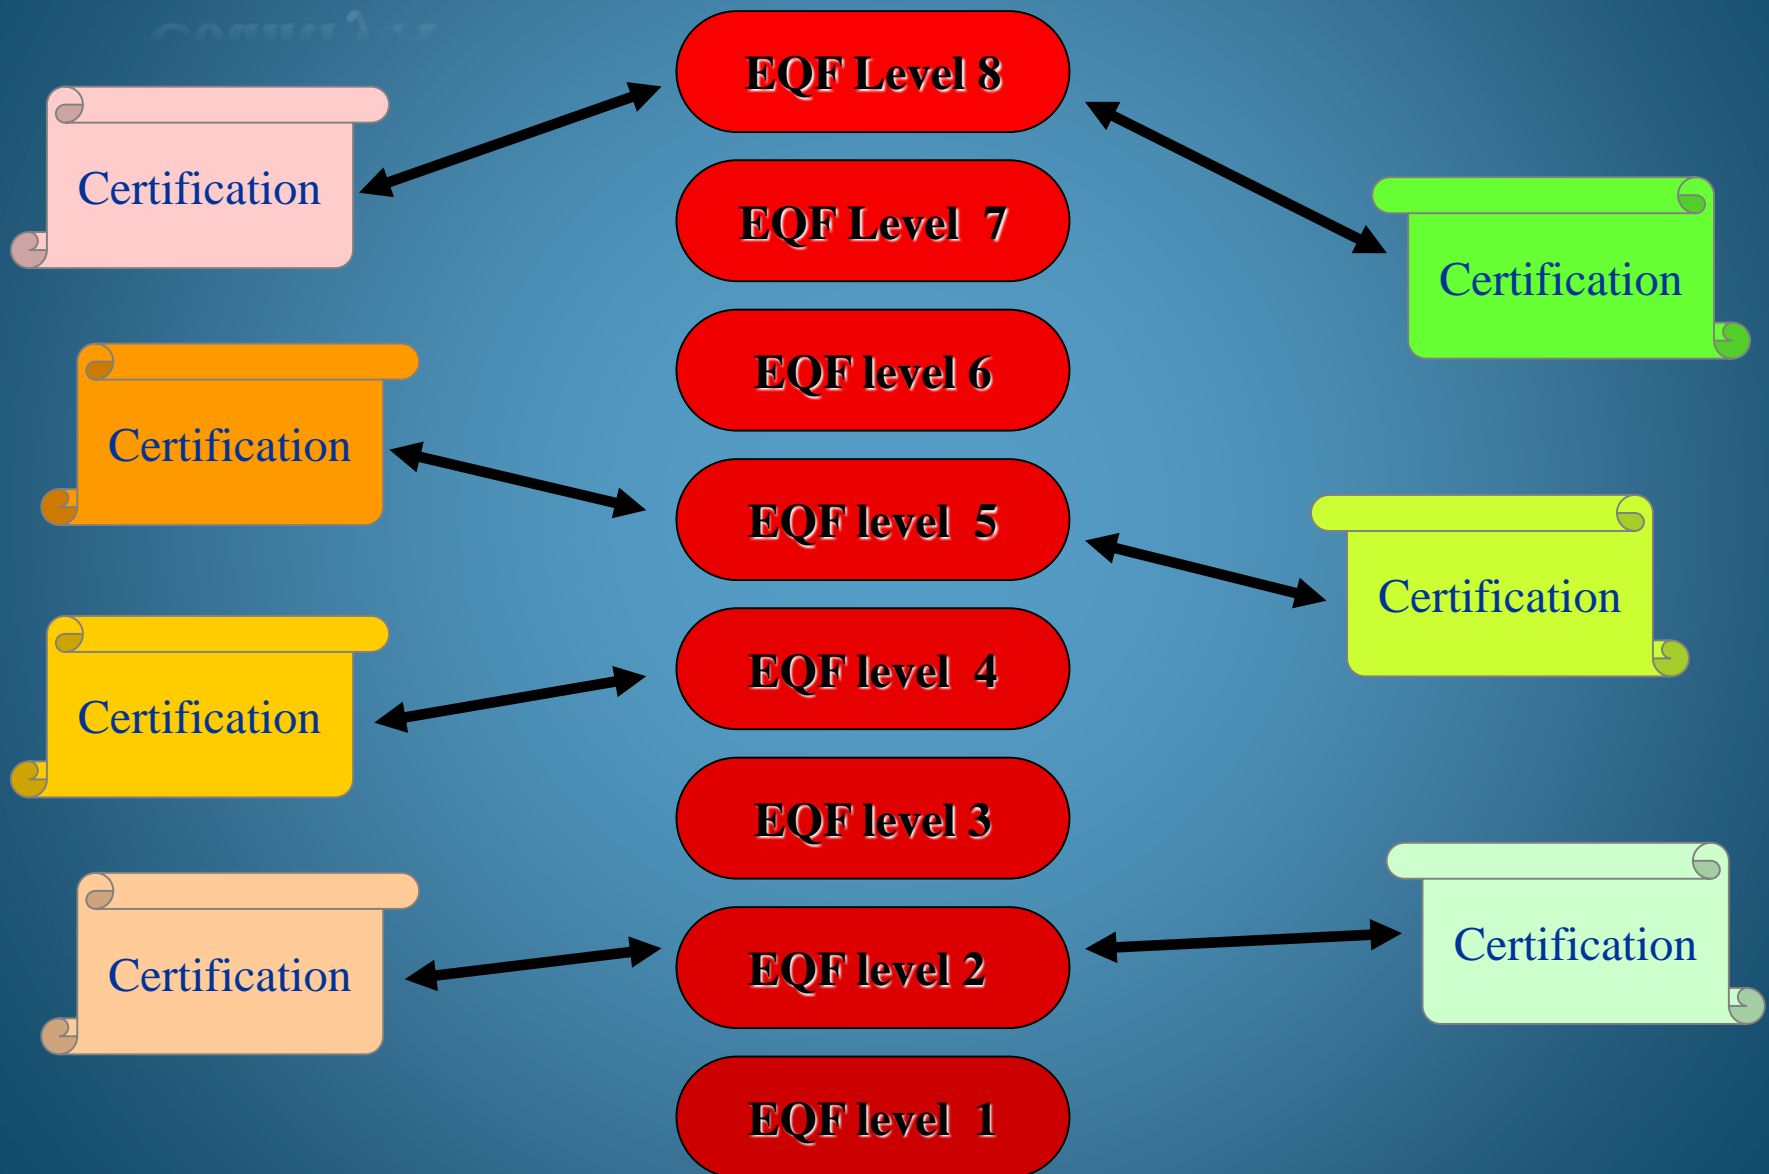 EQF Level 8
Certification
EQF Level  7
Certification
EQF level 6
Certification
EQF level  5
Certification
EQF level  4
Certification
EQF level 3
Certification
EQF level 2
Certification
EQF level  1